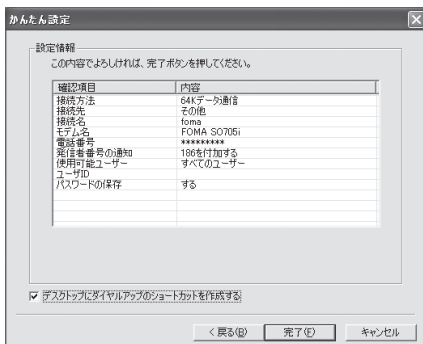 かんたん設定
設定情報
この内容でよろしければ、完了ボタンを押してください。
確認項目 内容
接続方法 64Kデータ通信
接続先 その他
接続名 foma
モデム名 FOMA SO705i
電話番号 *********
発信者番号の通知 186を付加する
使用可能ユーザー すべてのユーザー
ユーザID
パスワードの保存 する
デスクトップにダイヤルアップのショートカットを作成する
< 戻る(B) 完了(F) キャンセル